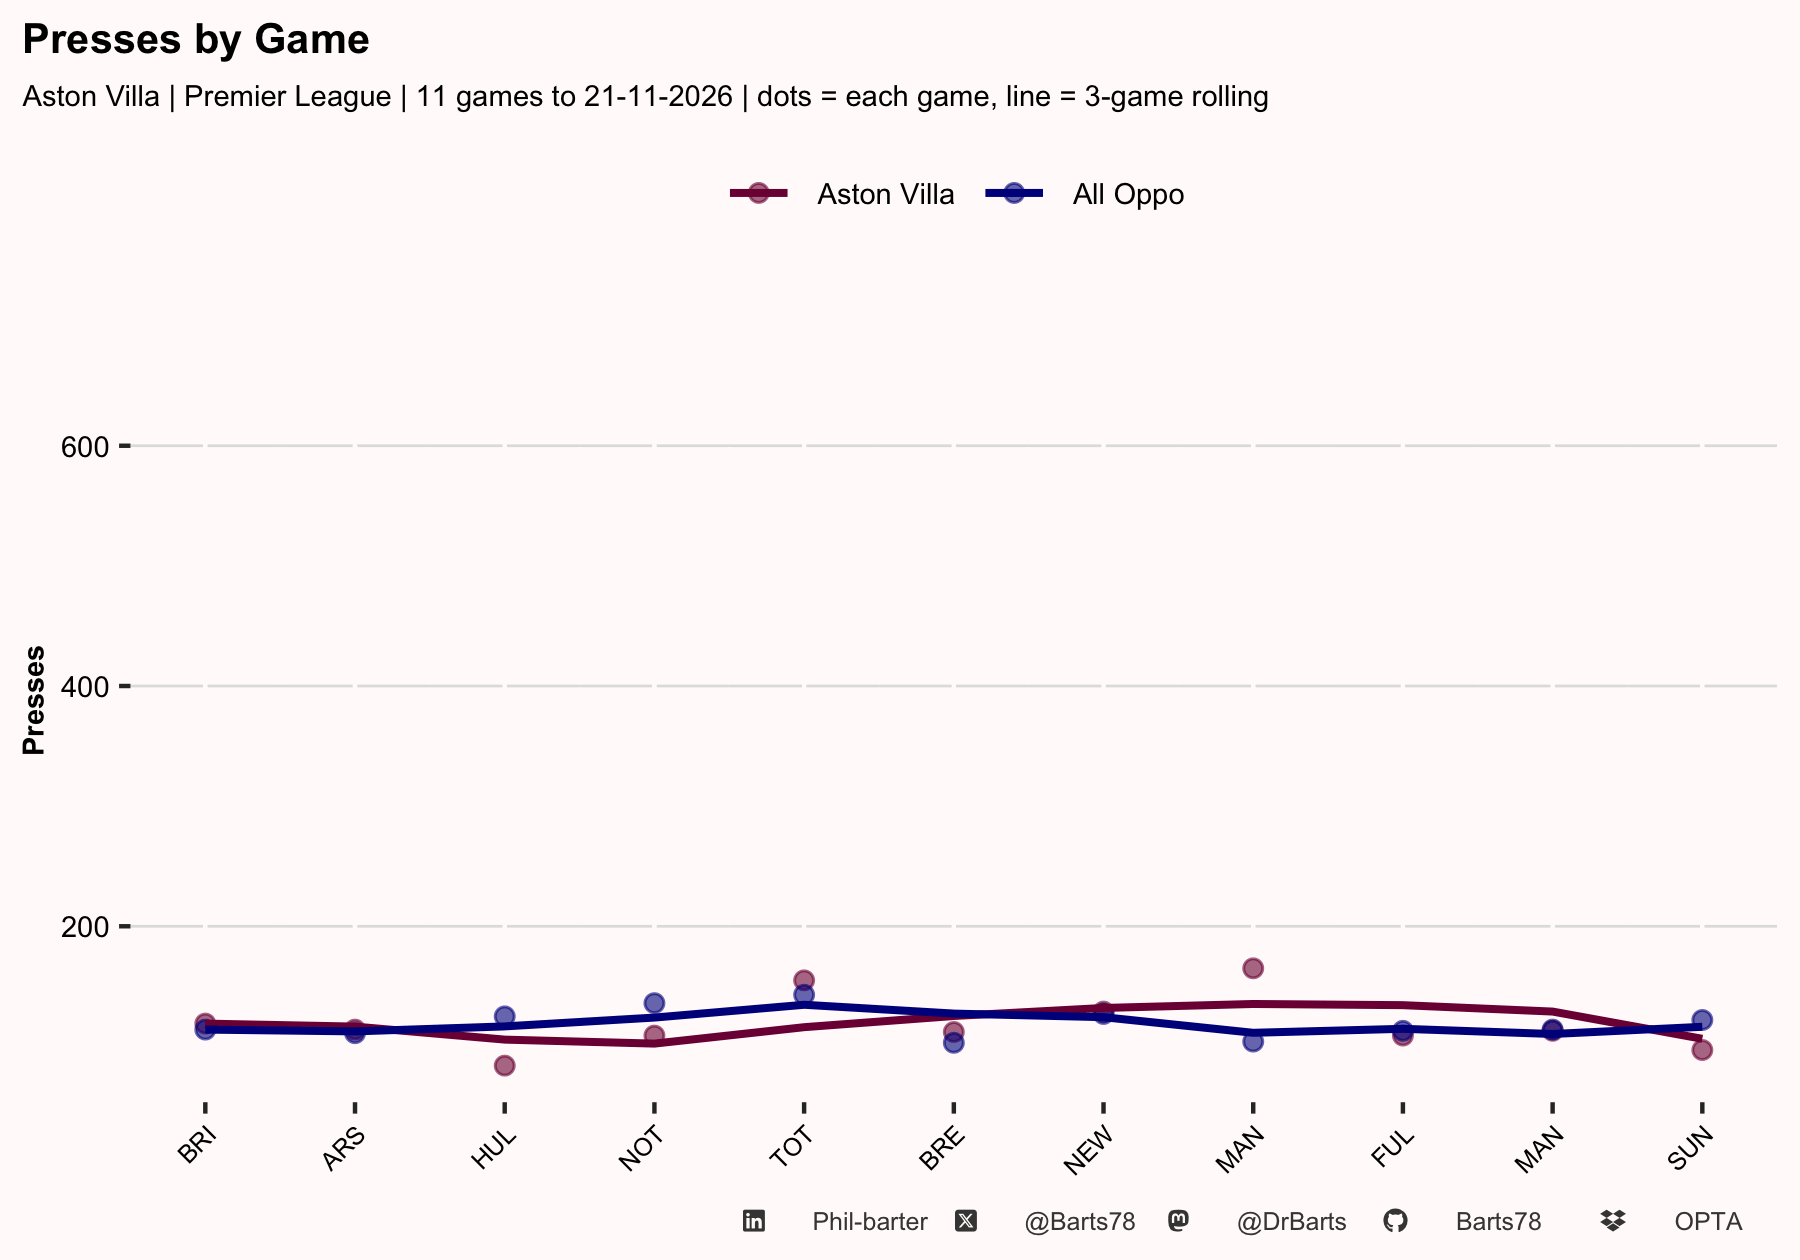 Presses by Game
Aston Villa | Premier League | 11 games to 21-11-2026 | dots = each game, line = 3-game rolling
Aston Villa
All Oppo
Presses
600
400
200
BRI
ARS
HUL
NOT
TOT
BRE
NEW
MAN
FUL
MAN
SUN
Phil-barter @Barts78 @DrBarts Barts78 OPTA